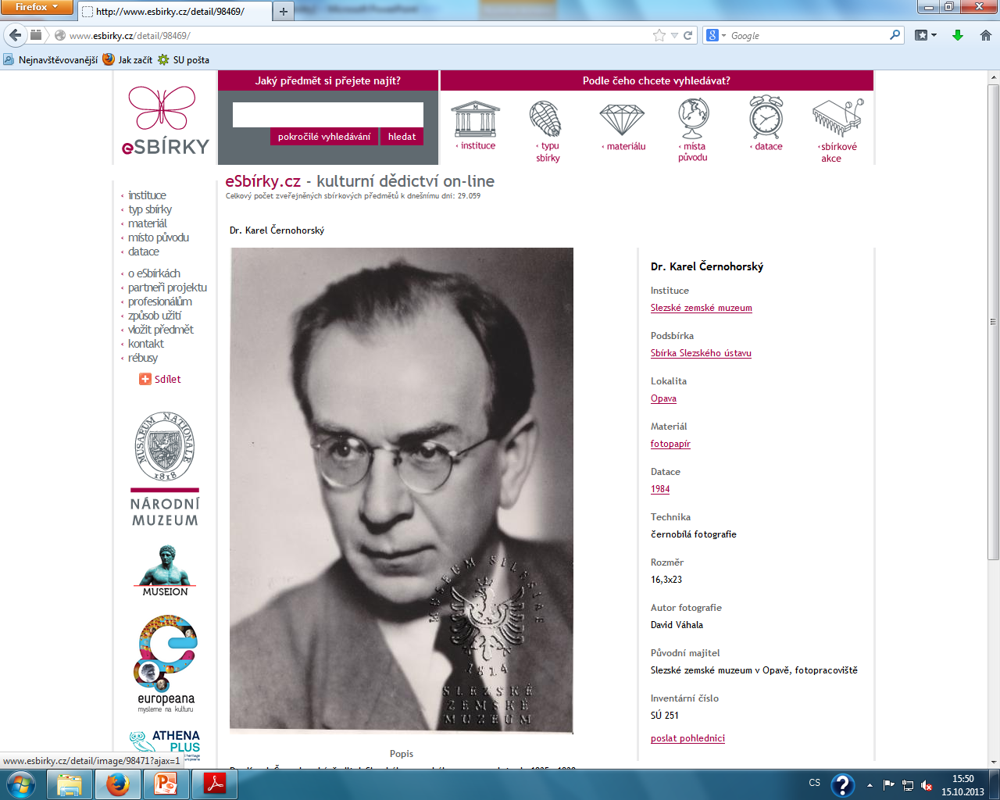 Firefox
http://www.esbirky.cz/detail/98469/
www.esbirky.cz/detail/98469/
Google
Nejnavštěvovanější
Jak začít
SU pošta
eSBÍRKY
Jaký předmět si přejete najít?
pokročilé vyhledávání
hledat
Podle čeho chcete vyhledávat?
‹ instituce
‹ typu
sbírky
‹ materiálu
‹ místa
původu
‹ datace
‹ sbírkové
akce
eSbírky.cz - kulturní dědictví on-line
Celkový počet zveřejněných sbírkových předmětů k dnešnímu dni: 29.059
‹ instituce
‹ typ sbírky
‹ materiál
‹ místo původu
‹ datace
‹ o eSbírkách
‹ partneři projektu
‹ profesionálům
‹ způsob užití
‹ vložit předmět
‹ kontakt
‹ rébusy
Sdílet
MUSAEUM NATIONALE
1818
NÁRODNÍ
MUZEUM
MUSEION
europeana
mysleme na kulturu
ATHENA
PLUS
Dr. Karel Černohorský
MUSEUM SILESIAE
1814
SLEZSKÉ
ZEMSKÉ
MUZEUM
Popis
Dr. Karel Černohorský
Instituce
Slezské zemské muzeum
Podsbírka
Sbírka Slezského ústavu
Lokalita
Opava
Materiál
fotopapír
Datace
1984
Technika
černobílá fotografie
Rozměr
16,3x23
Autor fotografie
David Váhala
Původní majitel
Slezské zemské muzeum v Opavě, fotopracoviště
Inventární číslo
SÚ 251
poslat pohlednici
www.esbirky.cz/detail/image/98471?ajax=1
CS
15:50
15.10.2013